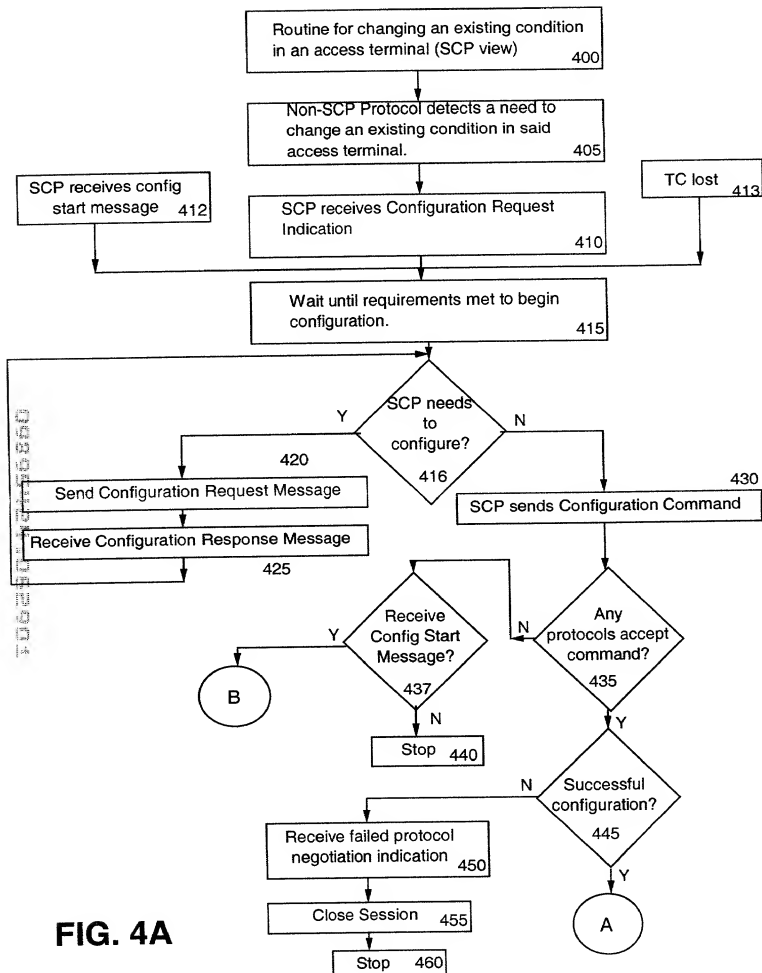 Routine for changing an existing condition
in an access terminal (SCP view)
400
Non-SCP Protocol detects a need to
change an existing condition in said
access terminal.
405
SCP receives config
start message
412
SCP receives Configuration Request
Indication
410
TC lost
413
Wait until requirements met to begin
configuration.
415
SCP needs
to
configure?
416
Y
N
420
Send Configuration Request Message
Receive Configuration Response Message
425
430
SCP sends Configuration Command
Any
protocols accept
command?
435
N
Y
Receive
Config Start
Message?
437
Y
N
B
Stop
440
Successful
configuration?
445
N
Y
Receive failed protocol
negotiation indication
450
Close Session
455
Stop
460
A
FIG. 4A